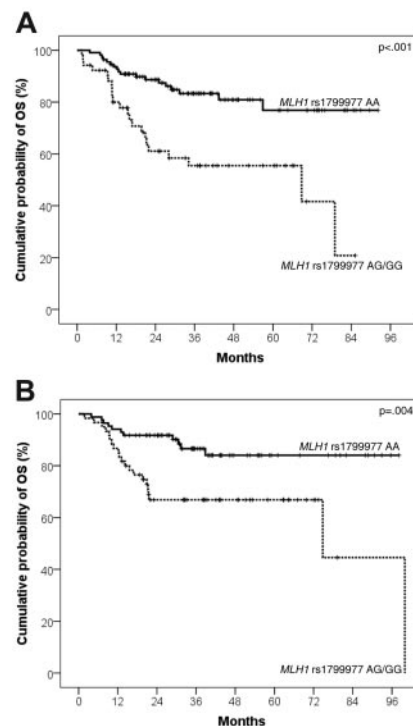 A
p<.001
100
80
60
40
20
0
Cumulative probability of OS (%)
MLH1 rs1799977 AA
MLH1 rs1799977 AG/GG
0 12 24 36 48 60 72 84 96
Months
B
p=.004
100
80
60
40
20
0
Cumulative probability of OS (%)
MLH1 rs1799977 AA
MLH1 rs1799977 AG/GG
0 12 24 36 48 60 72 84 96
Months